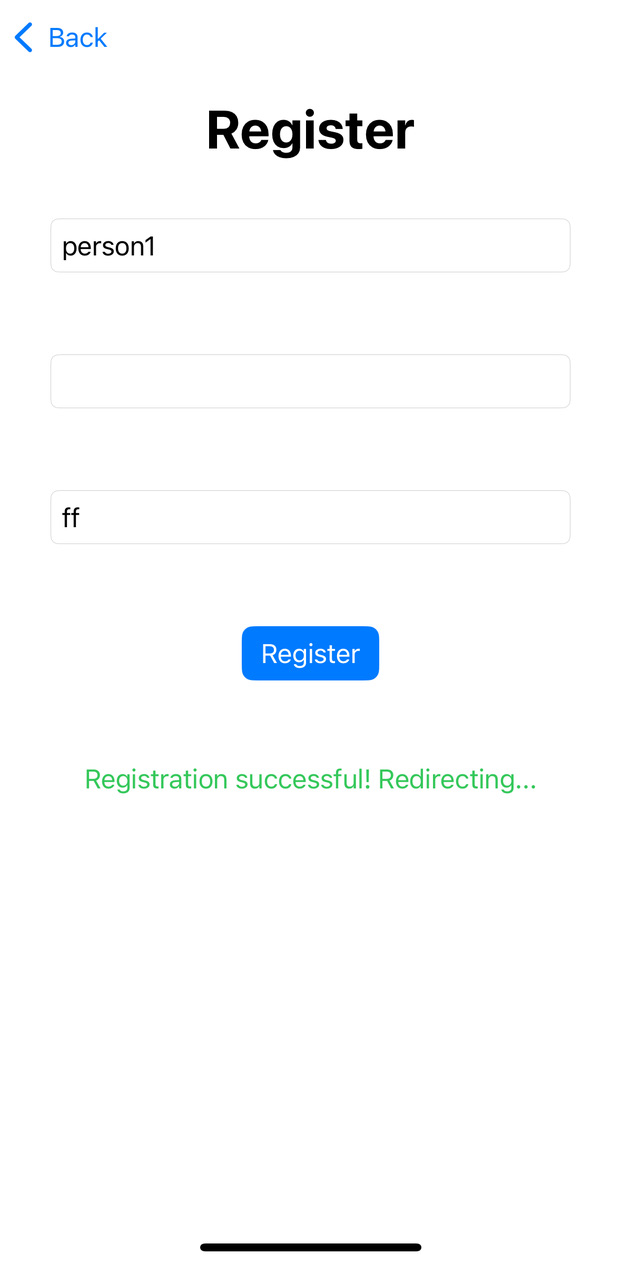 Back
Register
person1
ff
Register
Registration successful! Redirecting...